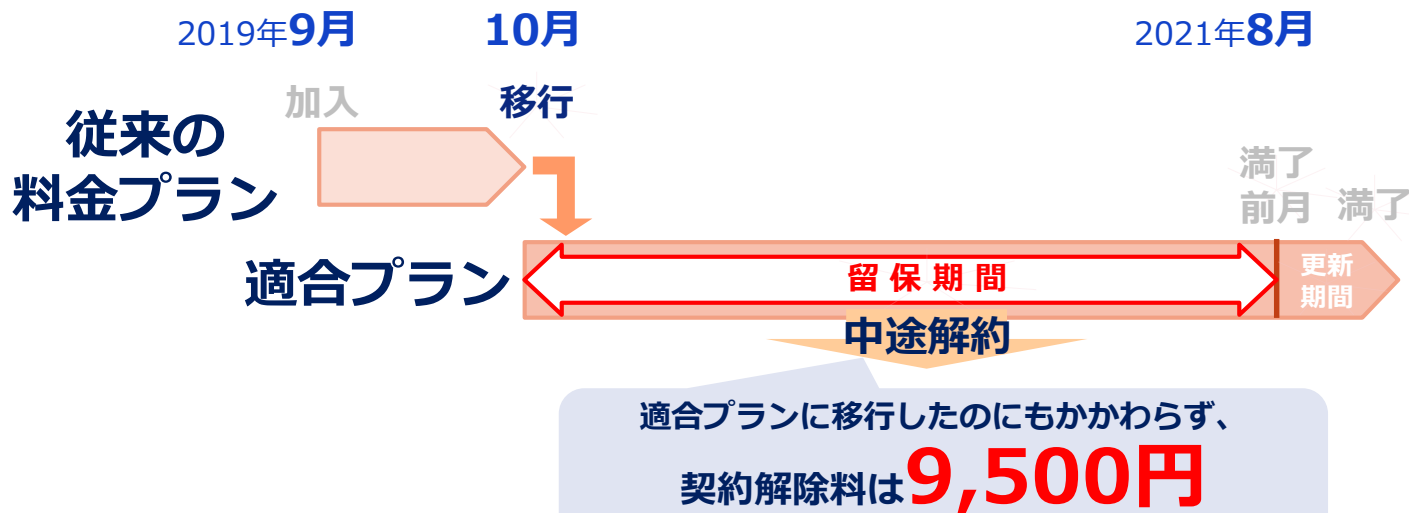 2019年9月 10月 2021年8月
加入 移行
従来の
料金プラン
満了
前月 満了
適合プラン
留保期間
更新
期間
中途解約
適合プランに移行したのにもかかわらず、
契約解除料は9,500円